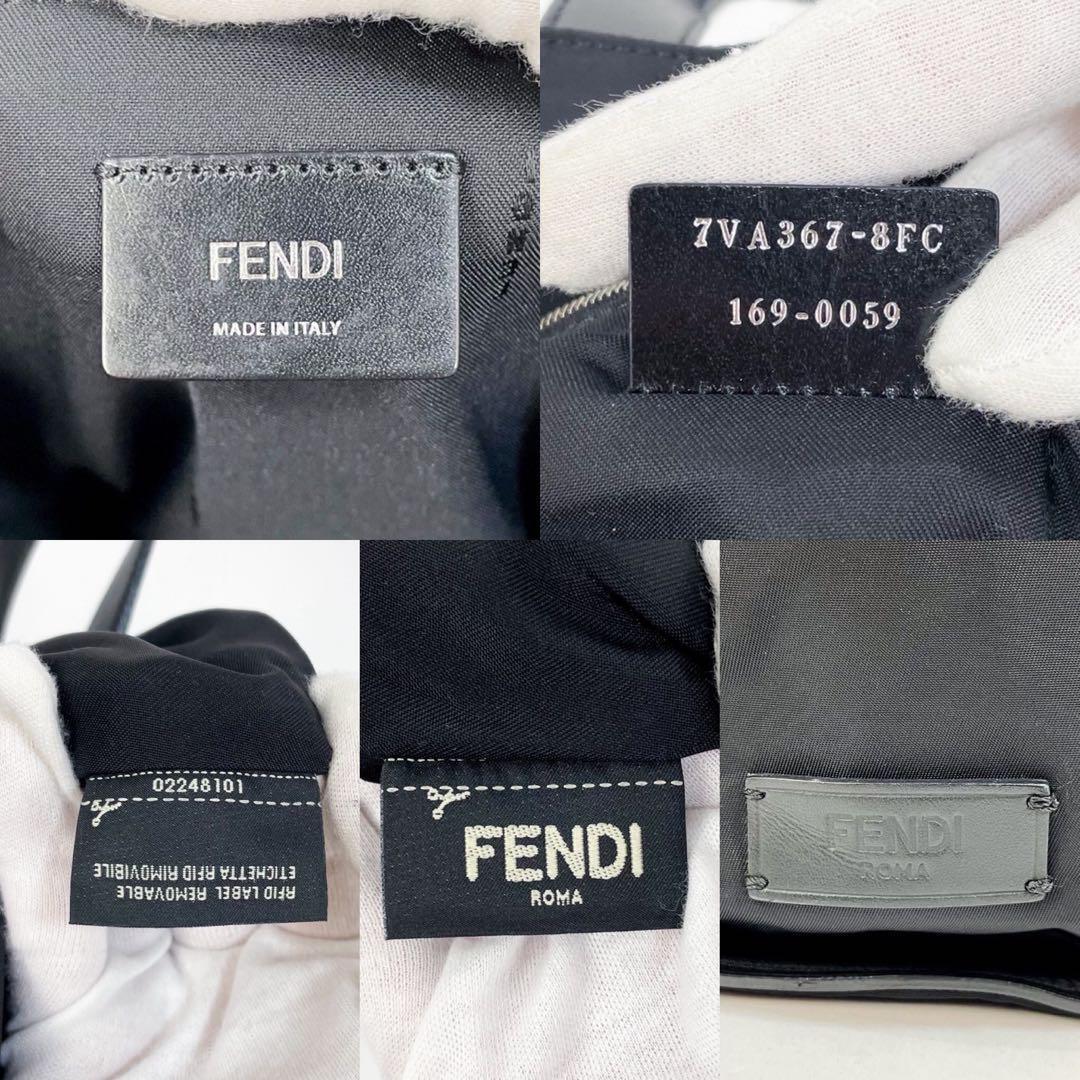 FENDI
MADE IN ITALY
7VA367-8FC
169-0059
02248101
RFID LABEL REMOVABLE
ETICHETTA RFID RIMOVIBILE
FENDI
ROMA
FENDI
ROMA